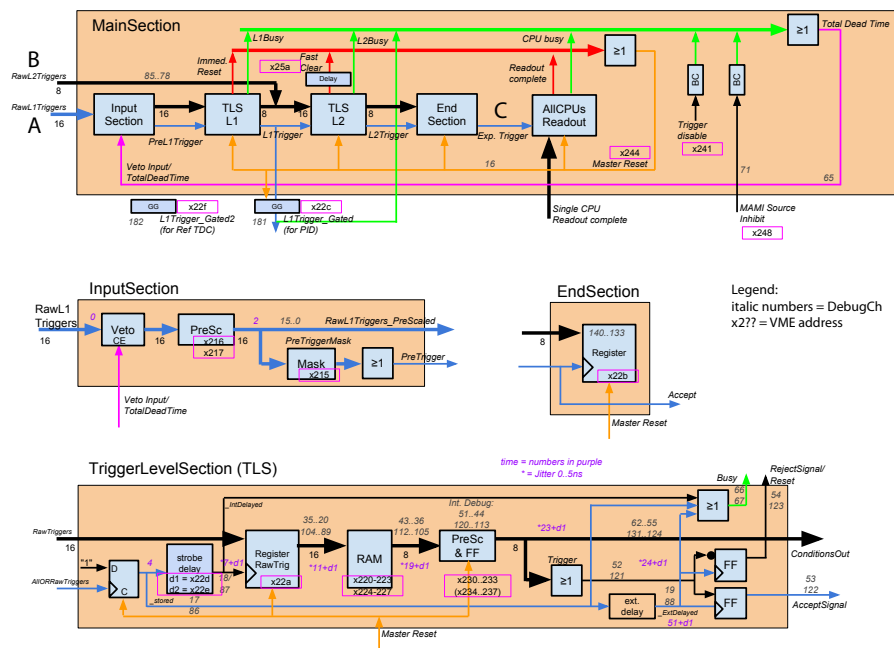 MainSection
B
RawL2Triggers
8
85..78
A
RawL1Triggers
16
Input
Section
16
PreL1Trigger
Immed.
Reset
L1Busy
x25a
TLS
L1
8
L1Trigger
Fast
Clear
Delay
16
L2Busy
TLS
L2
8
L2Trigger
End
Section
C
Exp. Trigger
CPU busy
Readout
complete
AllCPUs
Readout
≥1
≥1
Total Dead Time
BC
BC
Trigger
disable
x241
x244
Master Reset
16
71
65
Veto Input/
TotalDeadTime
GG
x22f
182
L1Trigger_Gated2
(for Ref TDC)
GG
x22c
181
L1Trigger_Gated
(for PID)
Single CPU
Readout complete
MAMI Source
Inhibit
x248
InputSection
RawL1
Triggers
0
16
Veto
CE
16
PreSc
x216
x217
16
2
15..0
RawL1Triggers_PreScaled
PreTriggerMask
Mask
x215
≥1
PreTrigger
Veto Input/
TotalDeadTime
EndSection
8
140..133
Register
x22b
Accept
Master Reset
Legend:
italic numbers = DebugCh
x2?? = VME address
TriggerLevelSection (TLS)
time = numbers in purple
* = Jitter 0..5ns
RawTriggers
16
"1"
AllORRawTriggers
D
C
4
_stored
strobe
delay
d1 = x22d
d2 = x22e
17
86
_IntDelayed
*7+d1
18/
87
Register
RawTrig
x22a
35..20
104..89
16
*11+d1
RAM
x220-223
x224-227
43..36
112..105
8
*19+d1
Int. Debug:
51..44
120..113
PreSc
& FF
x230..233
(x234..237)
8
*23+d1
Trigger
≥1
52
121
62..55
131..124
*24+d1
ext.
delay
19
88
_ExtDelayed
51+d1
≥1
Busy
66
67
RejectSignal/
Reset
54
123
ConditionsOut
FF
FF
53
122
AcceptSignal
Master Reset